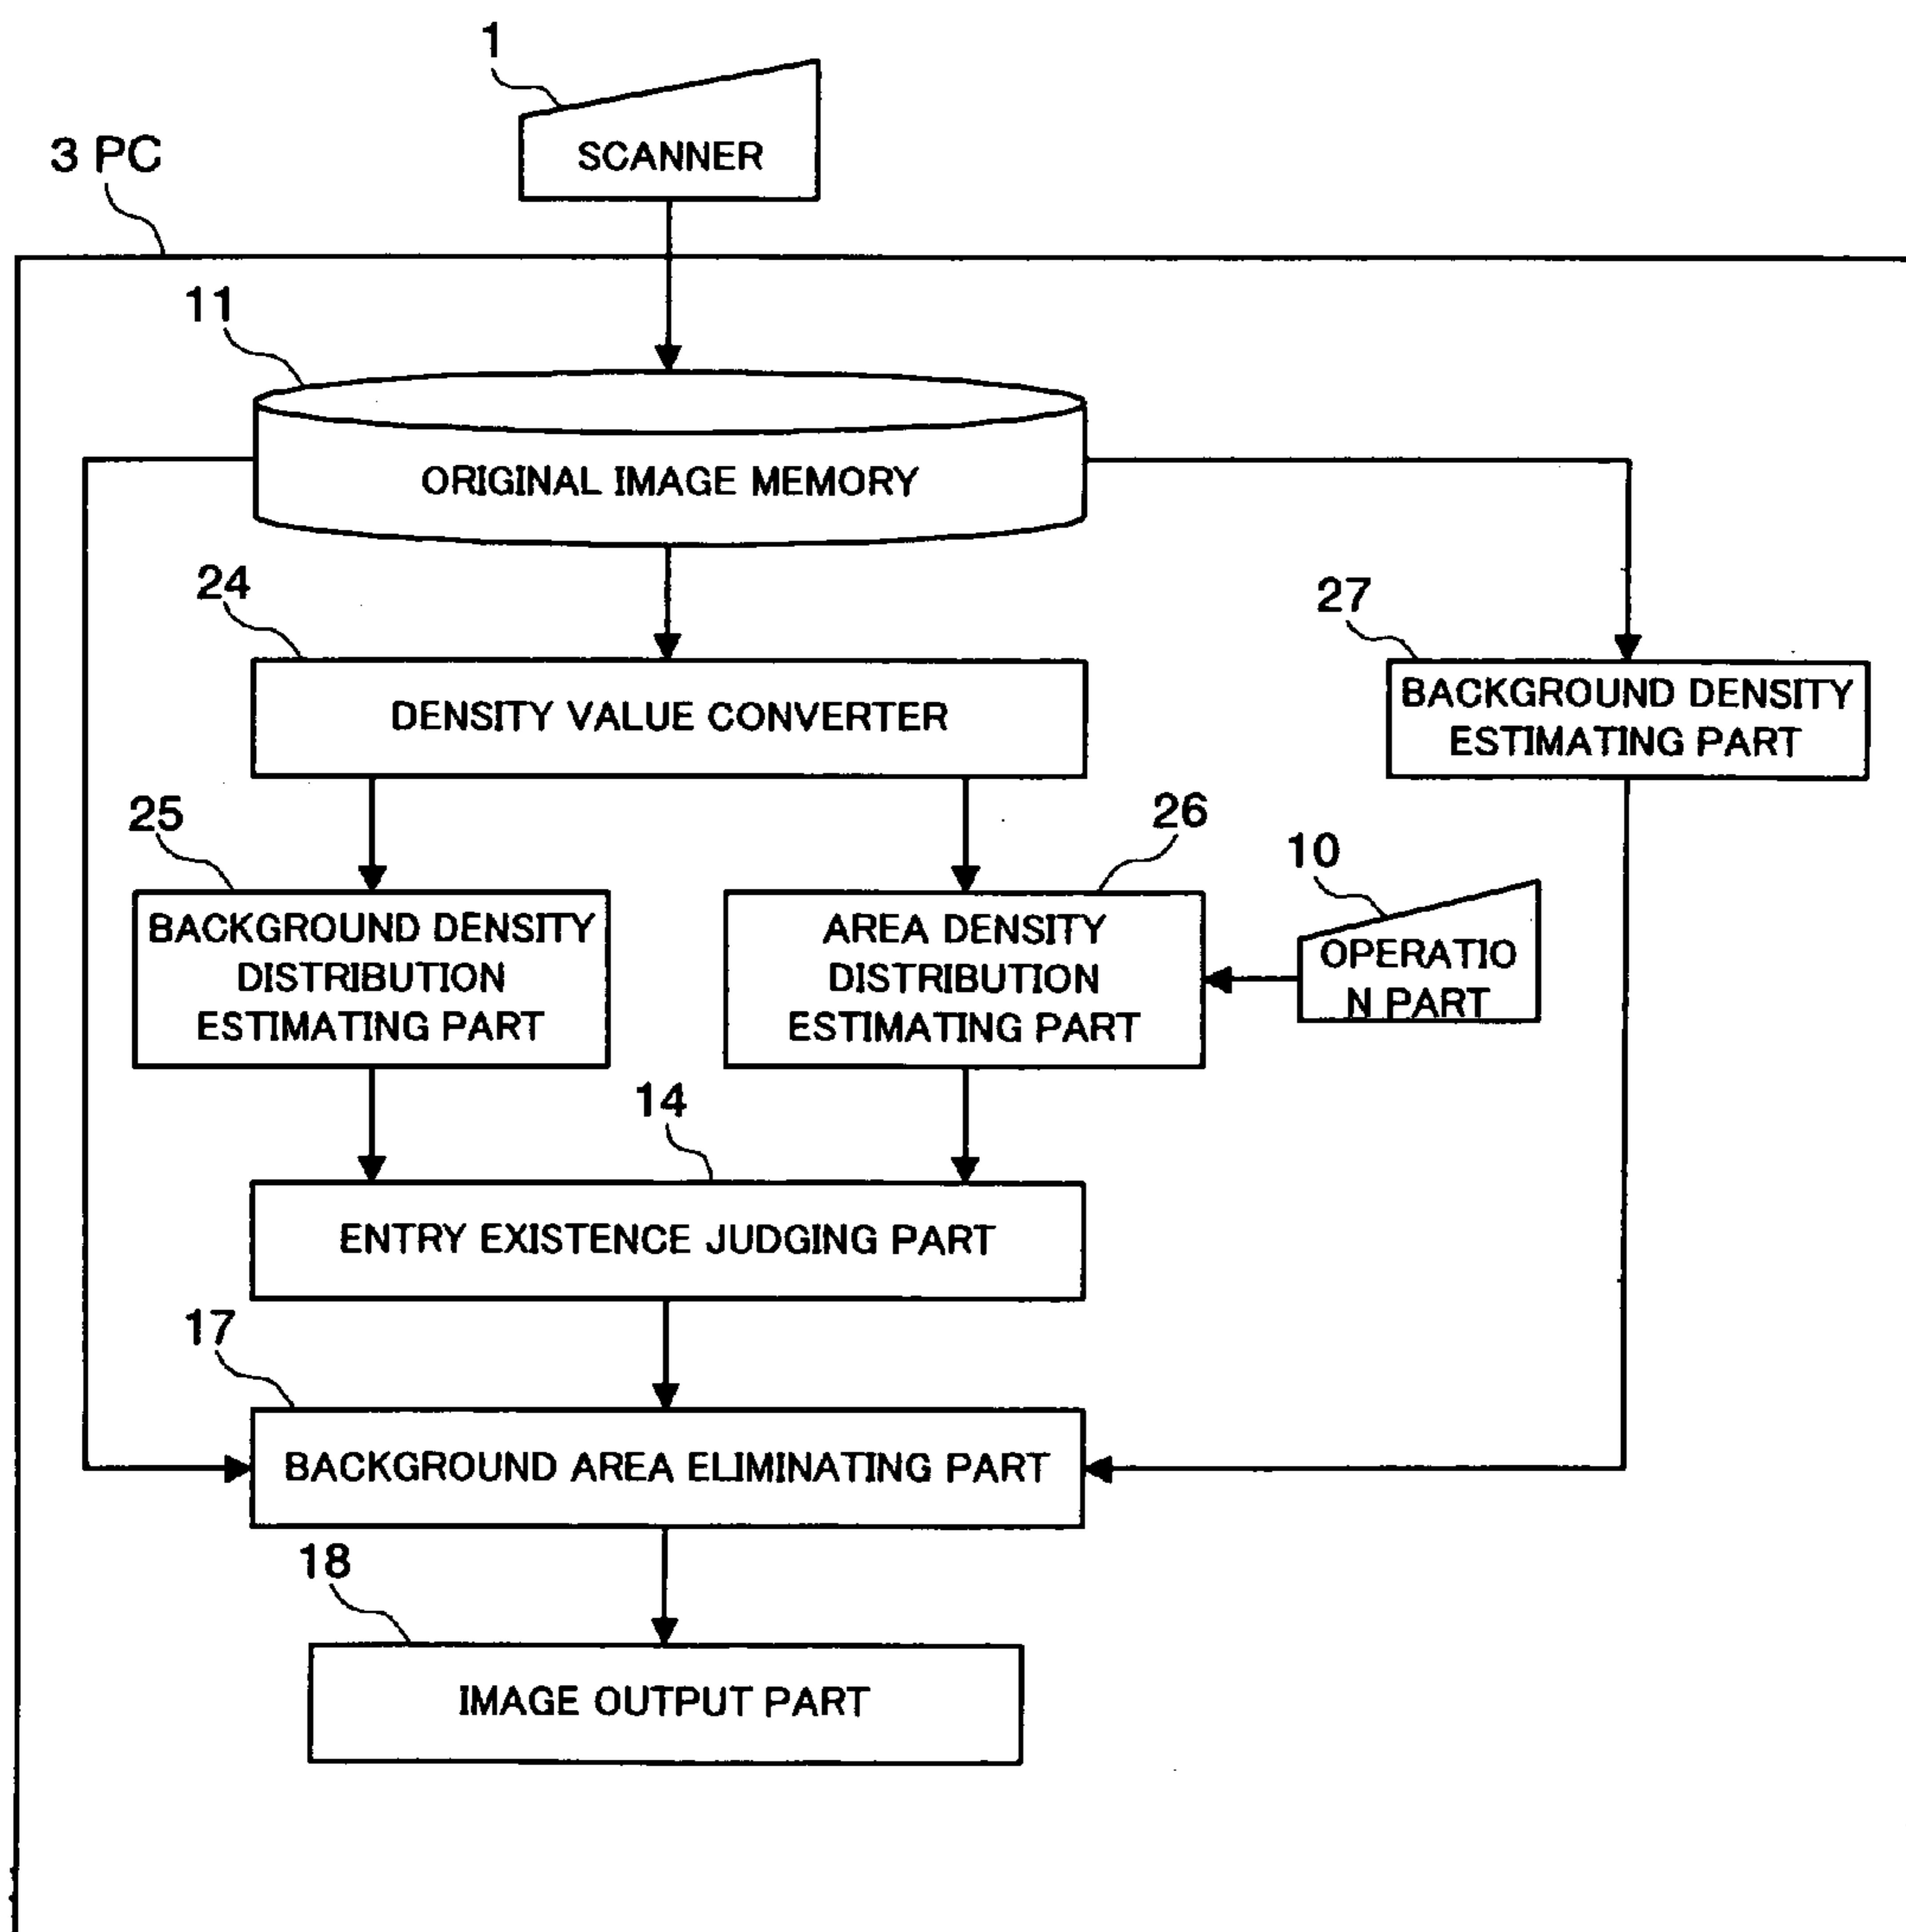 1
SCANNER
3 PC
11
ORIGINAL IMAGE MEMORY
24
DENSITY VALUE CONVERTER
27
BACKGROUND DENSITY
ESTIMATING PART
25
BACKGROUND DENSITY
DISTRIBUTION
ESTIMATING PART
26
AREA DENSITY
DISTRIBUTION
ESTIMATING PART
10
OPERATIO
N PART
14
ENTRY EXISTENCE JUDGING PART
17
BACKGROUND AREA ELIMINATING PART
18
IMAGE OUTPUT PART